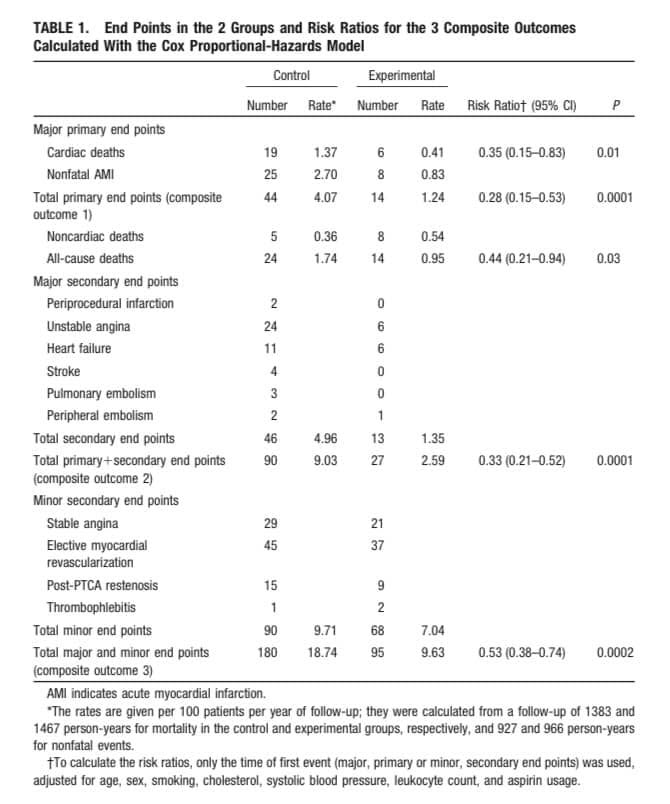 TABLE 1. End Points in the 2 Groups and Risk Ratios for the 3 Composite Outcomes
Calculated With the Cox Proportional-Hazards Model
Control Experimental
Number Rate* Number Rate Risk Ratio† (95% CI) P
Major primary end points
Cardiac deaths 19 1.37 6 0.41 0.35 (0.15–0.83) 0.01
Nonfatal AMI 25 2.70 8 0.83
Total primary end points (composite 44 4.07 14 1.24 0.28 (0.15–0.53) 0.0001
outcome 1)
Noncardiac deaths 5 0.36 8 0.54
All-cause deaths 24 1.74 14 0.95 0.44 (0.21–0.94) 0.03
Major secondary end points
Periprocedural infarction 2 0
Unstable angina 24 6
Heart failure 11 6
Stroke 4 0
Pulmonary embolism 3 0
Peripheral embolism 2 1
Total secondary end points 46 4.96 13 1.35
Total primary+secondary end points 90 9.03 27 2.59 0.33 (0.21–0.52) 0.0001
(composite outcome 2)
Minor secondary end points
Stable angina 29 21
Elective myocardial 45 37
revascularization
Post-PTCA restenosis 15 9
Thrombophlebitis 1 2
Total minor end points 90 9.71 68 7.04
Total major and minor end points 180 18.74 95 9.63 0.53 (0.38–0.74) 0.0002
(composite outcome 3)
AMI indicates acute myocardial infarction.
*The rates are given per 100 patients per year of follow-up; they were calculated from a follow-up of 1383 and
1467 person-years for mortality in the control and experimental groups, respectively, and 927 and 966 person-years
for nonfatal events.
†To calculate the risk ratios, only the time of first event (major, primary or minor, secondary end points) was used,
adjusted for age, sex, smoking, cholesterol, systolic blood pressure, leukocyte count, and aspirin usage.